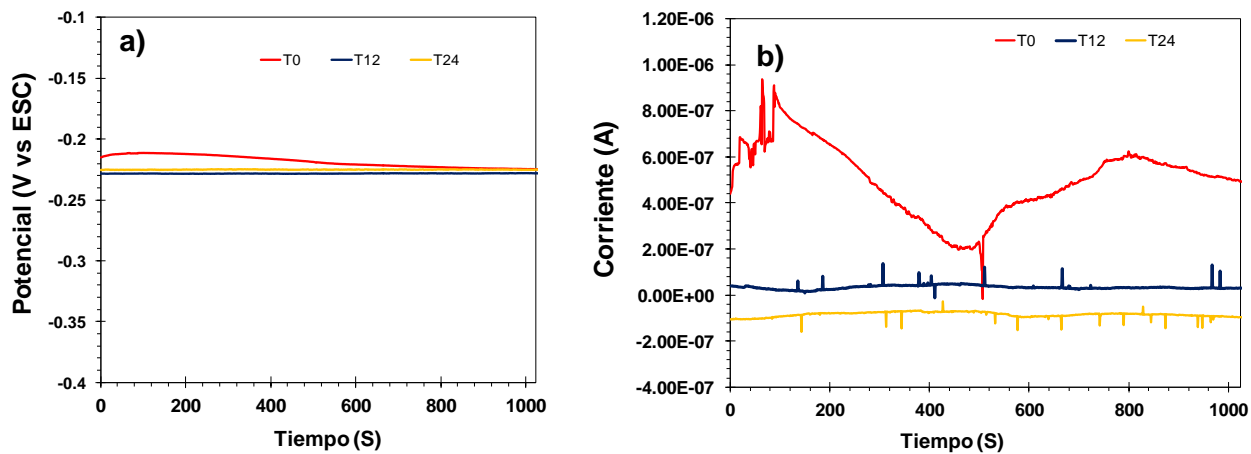 a)
T0 T12 T24
-0.1
-0.15
-0.2
-0.25
-0.3
-0.35
-0.4
0 200 400 600 800 1000
Potencial (V vs ESC)
Tiempo (S)
b)
T0 T12 T24
1.20E-06
1.00E-06
8.00E-07
6.00E-07
4.00E-07
2.00E-07
0.00E+00
-2.00E-07
-4.00E-07
0 200 400 600 800 1000
Corriente (A)
Tiempo (S)